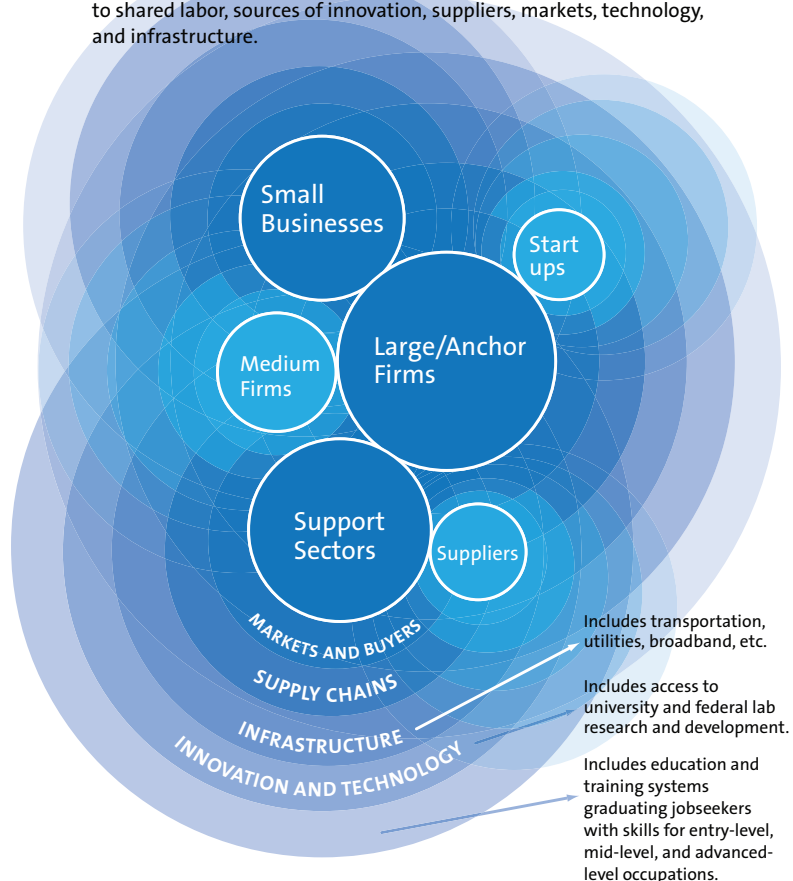 to shared labor, sources of innovation, suppliers, markets, technology,
and infrastructure.
Small
Businesses
Start
ups
Large/Anchor
Firms
Medium
Firms
Support
Sectors
Suppliers
MARKETS AND BUYERS
SUPPLY CHAINS
INFRASTRUCTURE
INNOVATION AND TECHNOLOGY
Includes transportation,
utilities, broadband, etc.
Includes access to
university and federal lab
research and development.
Includes education and
training systems
graduating jobseekers
with skills for entry-level,
mid-level, and advanced-
level occupations.